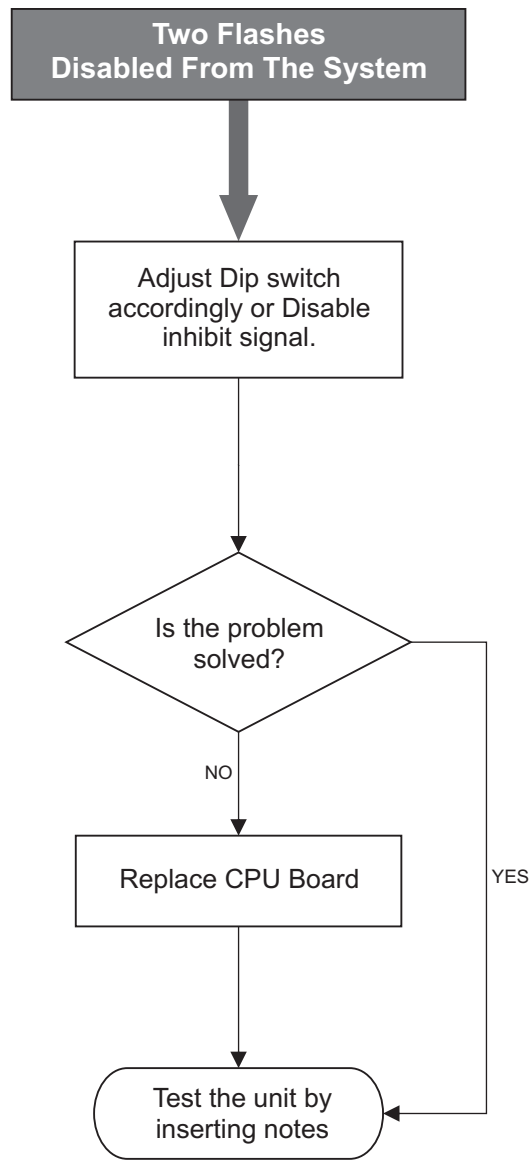 Two Flashes
Disabled From The System
Adjust Dip switch
accordingly or Disable
inhibit signal.
Is the problem
solved?
NO
Replace CPU Board
YES
Test the unit by
inserting notes